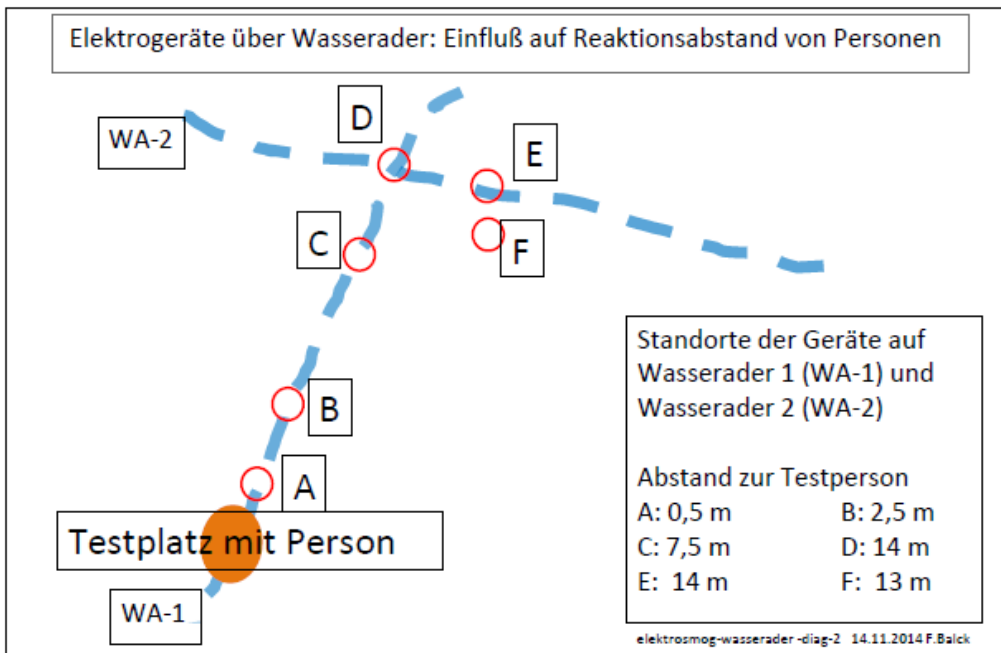 Elektrogeräte über Wasserader: Einfluß auf Reaktionsabstand von Personen
D
WA-2
E
C
F
B
A
Testplatz mit Person
WA-1
Standorte der Geräte auf
Wasserader 1 (WA-1) und
Wasserader 2 (WA-2)
Abstand zur Testperson
A: 0,5 m B: 2,5 m
C: 7,5 m D: 14 m
E: 14 m F: 13 m
elektrosmog-wasserader -diag-2 14.11.2014 F.Balck